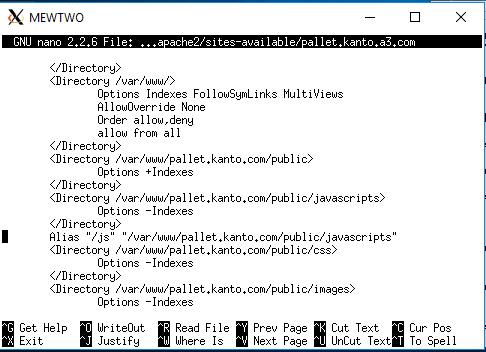 MEWTWO
GNU nano 2.2.6 File: ...apache2/sites-available/pallet.kanto.a3.com
</Directory>
<Directory /var/www/>
Options Indexes FollowSymLinks MultiViews
AllowOverride None
Order allow,deny
allow from all
</Directory>
<Directory /var/www/pallet.kanto.com/public>
Options +Indexes
</Directory>
<Directory /var/www/pallet.kanto.com/public/javascripts>
Options -Indexes
</Directory>
Alias "/js" "/var/www/pallet.kanto.com/public/javascripts"
<Directory /var/www/pallet.kanto.com/public/css>
Options -Indexes
</Directory>
<Directory /var/www/pallet.kanto.com/public/images>
Options -Indexes
^G Get Help ^O WriteOut ^R Read File ^Y Prev Page ^K Cut Text ^C Cur Pos
^X Exit ^J Justify ^W Where Is ^V Next Page ^U UnCut Text ^T To Spell